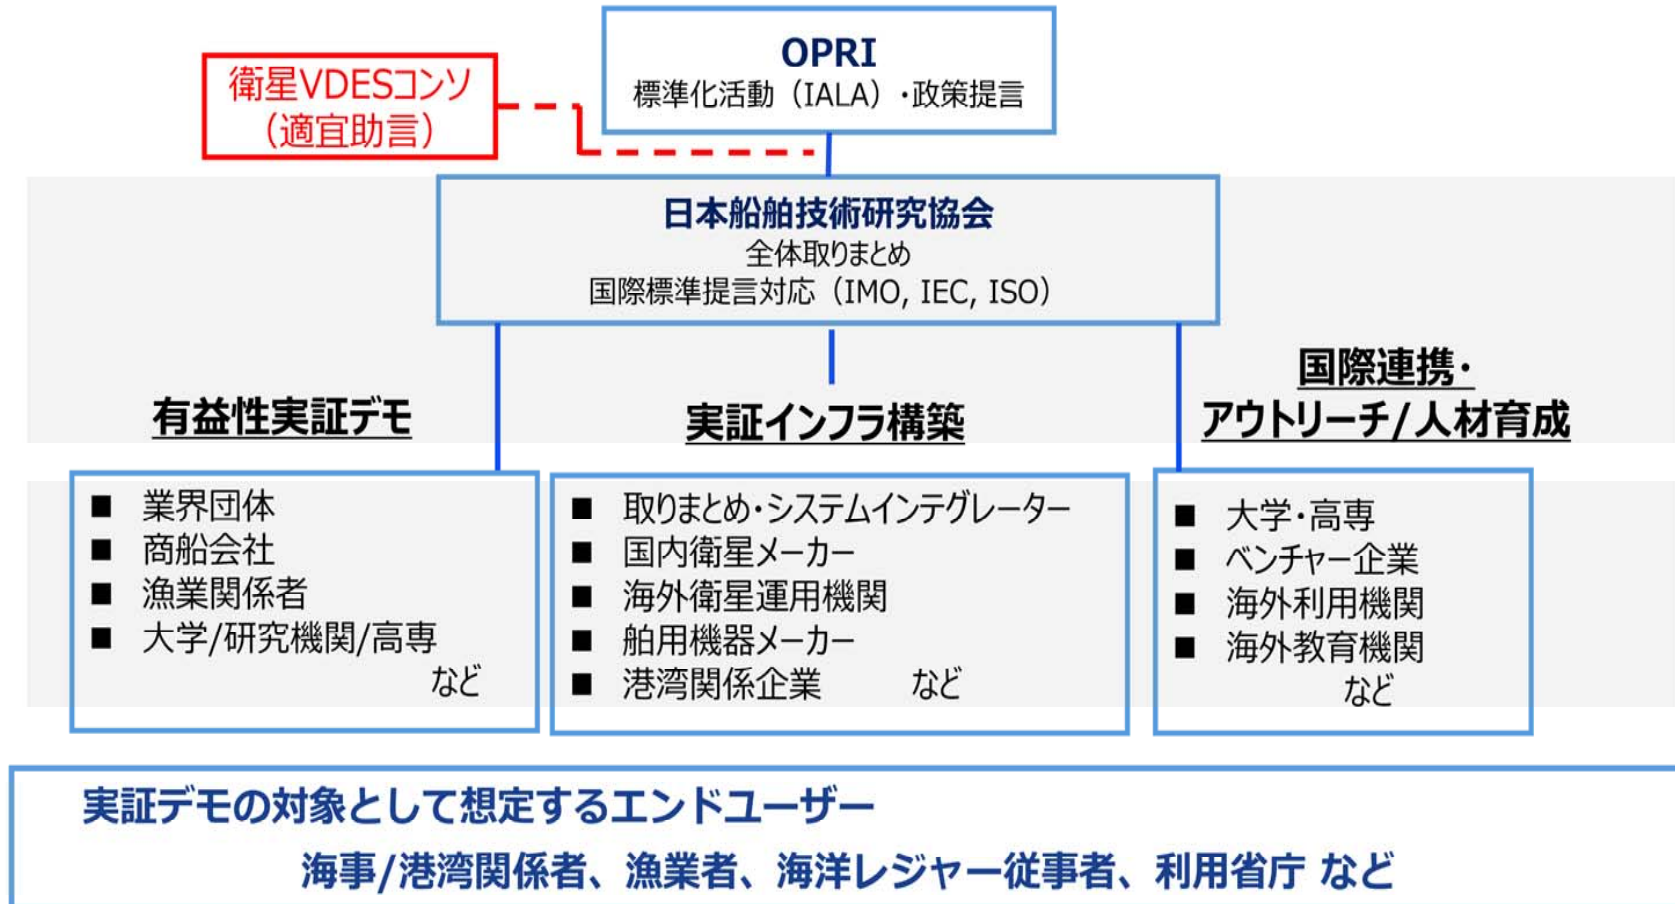 OPRI
標準化活動（IALA）・政策提言
衛星VDESコンソ
（適宜助言）
日本船舶技術研究協会
全体取りまとめ
国際標準提言対応（IMO, IEC, ISO）
有益性実証デモ
実証インフラ構築
国際連携・
アウトリーチ/人材育成
■ 業界団体
■ 商船会社
■ 漁業関係者
■ 大学/研究機関/高専
など
■ 取りまとめ・システムインテグレーター
■ 国内衛星メーカー
■ 海外衛星運用機関
■ 舶用機器メーカー
■ 港湾関係企業 など
■ 大学・高専
■ ベンチャー企業
■ 海外利用機関
■ 海外教育機関
など
実証デモの対象として想定するエンドユーザー
海事/港湾関係者、漁業者、海洋レジャー従事者、利用省庁 など